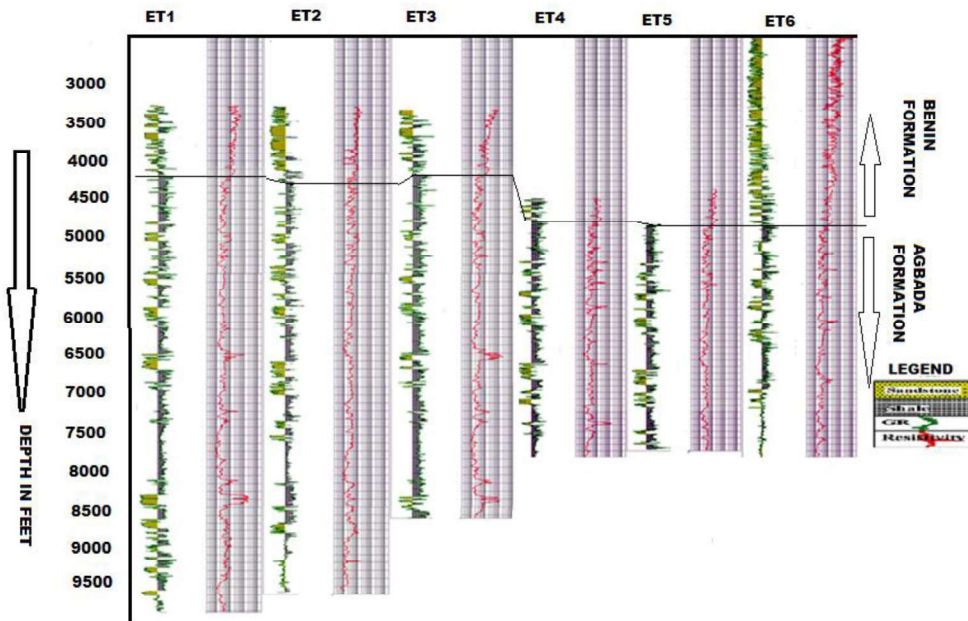 ET1 ET2 ET3 ET4 ET5 ET6
3000
3500
4000
4500
5000
5500
6000
6500
7000
7500
8000
8500
9000
9500
DEPTH IN FEET
BENIN
FORMATION
AGBADA
FORMATION
LEGEND
Sandstone
Shale
GR
Resistivity